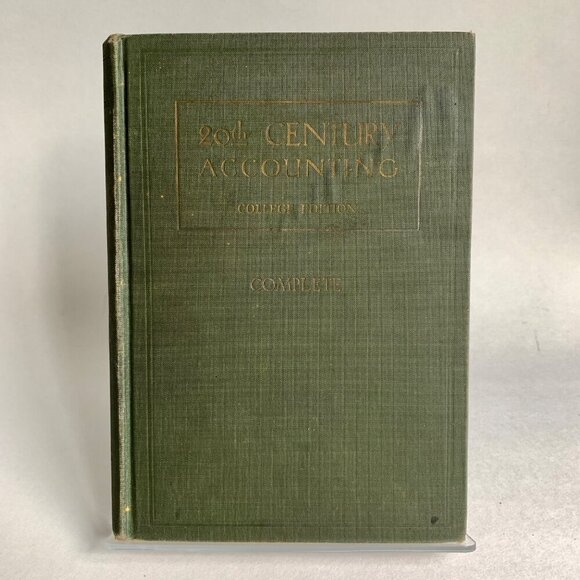 20th CENTURY
ACCOUNTING
COLLEGE EDITION
COMPLETE